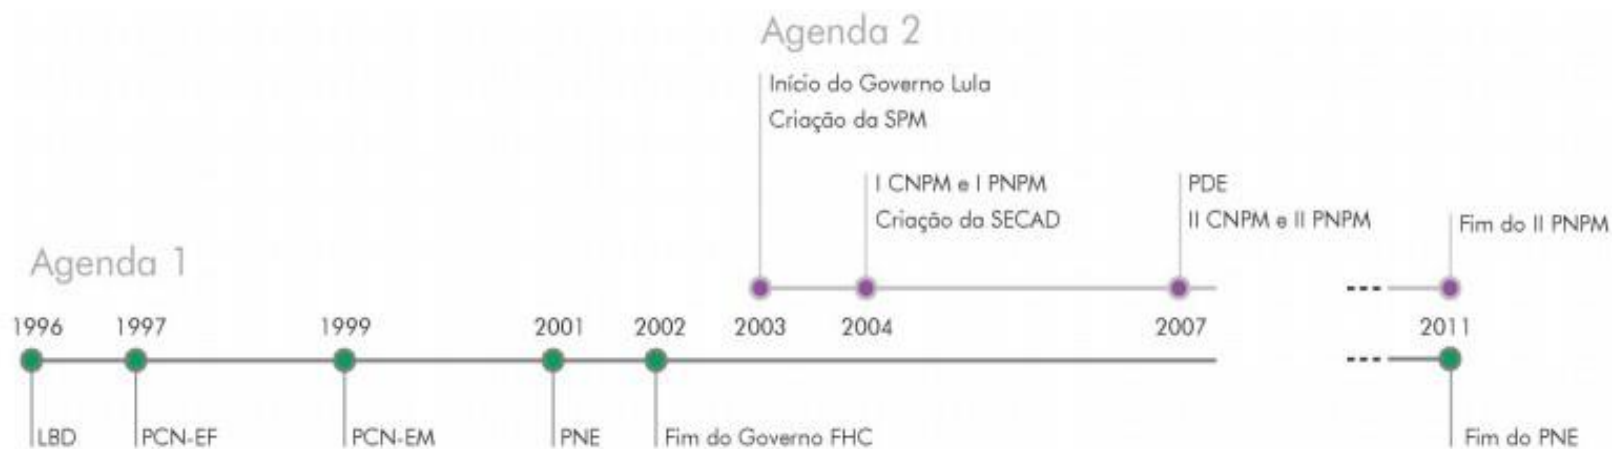 Agenda 2
Início do Governo Lula
Criação da SPM
I CNPM e I PNPM
Criação da SECAD
PDE
II CNPM e II PNPM
Fim do II PNPM
Agenda 1
1996 1997 1999 2001 2002 2003 2004 2007 2011
LBD PCN-EF PCN-EM PNE Fim do Governo FHC Fim do PNE